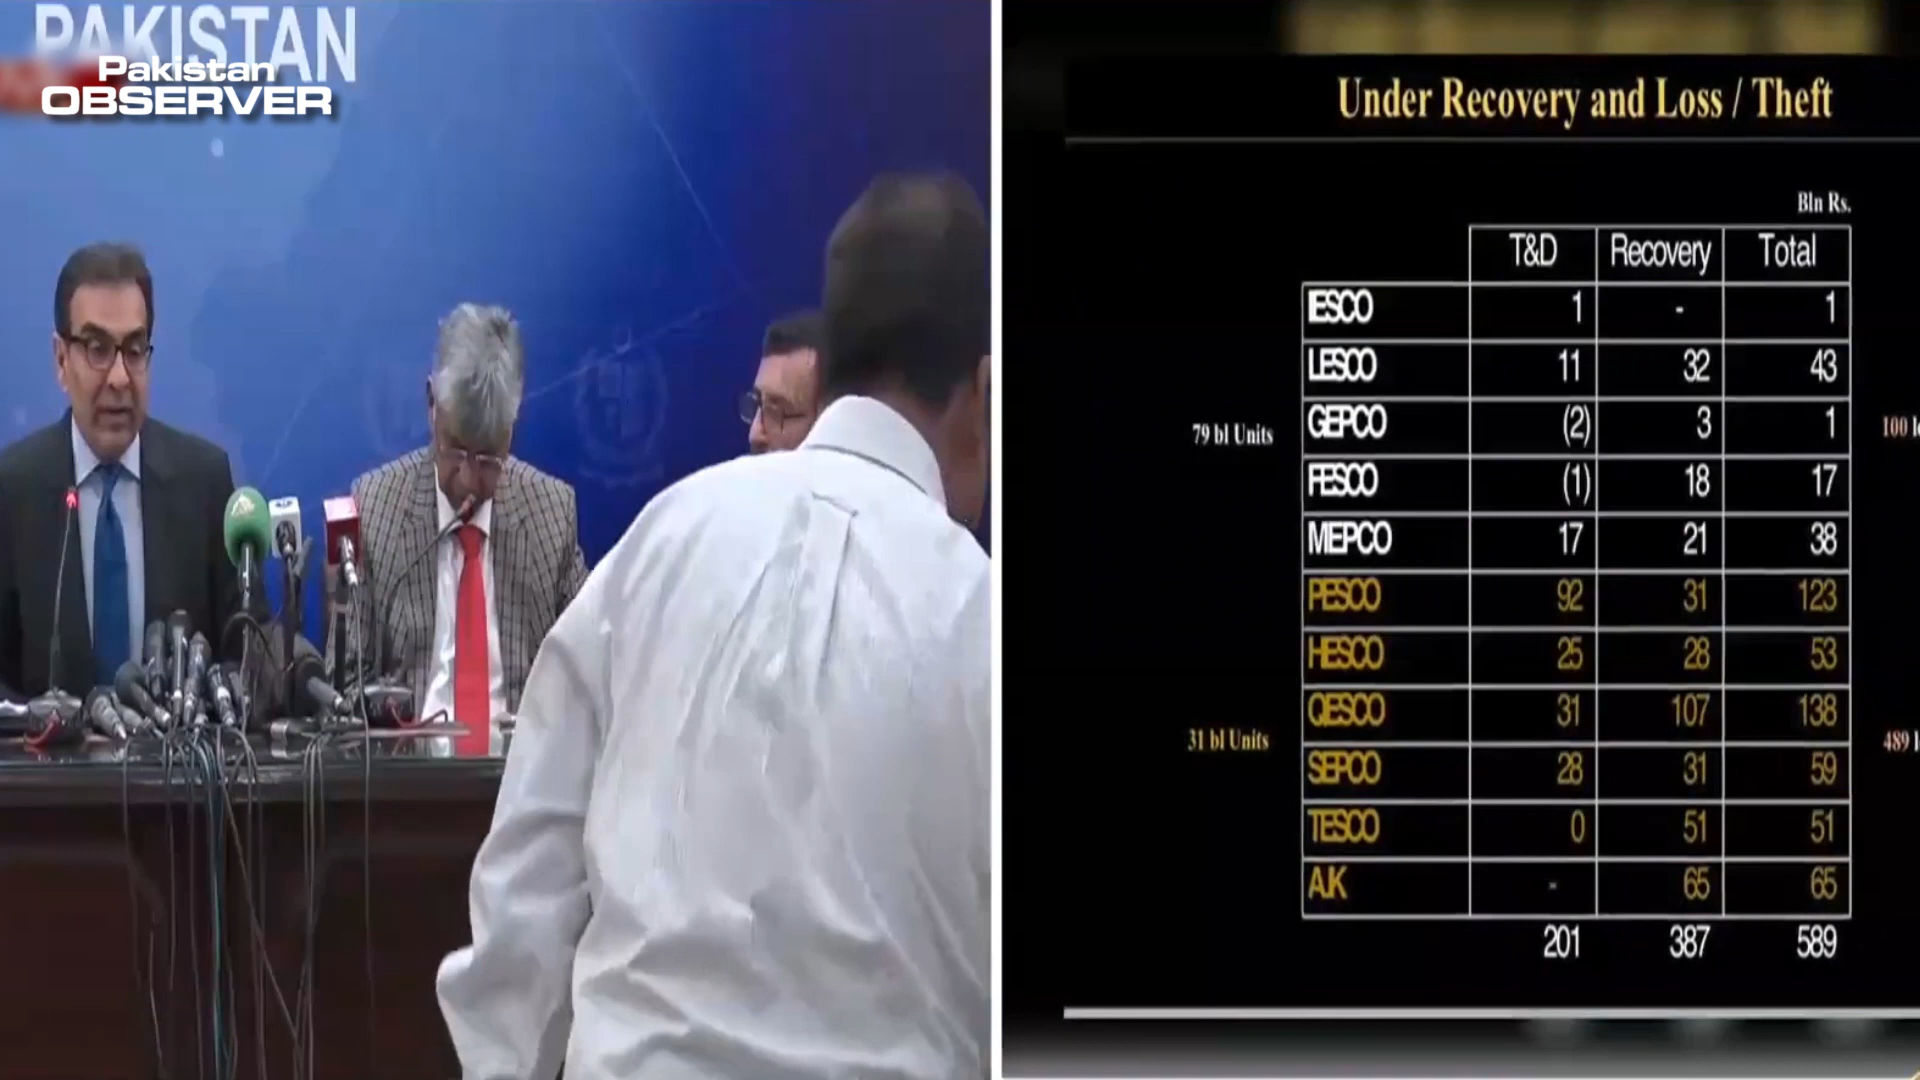 PAKISTAN
Pakistan
OBSERVER
Under Recovery and Loss / Theft
Bln Rs.
T&D Recovery Total
IESCO 1 - 1
LESCO 11 32 43
GEPCO (2) 3 1
79 bl Units
100
FESCO (1) 18 17
MEPCO 17 21 38
PESCO 92 31 123
HESCO 25 28 53
QESCO 31 107 138
31 bl Units
489
SEPCO 28 31 59
TESCO 0 51 51
AJK - 65 65
201 387 589